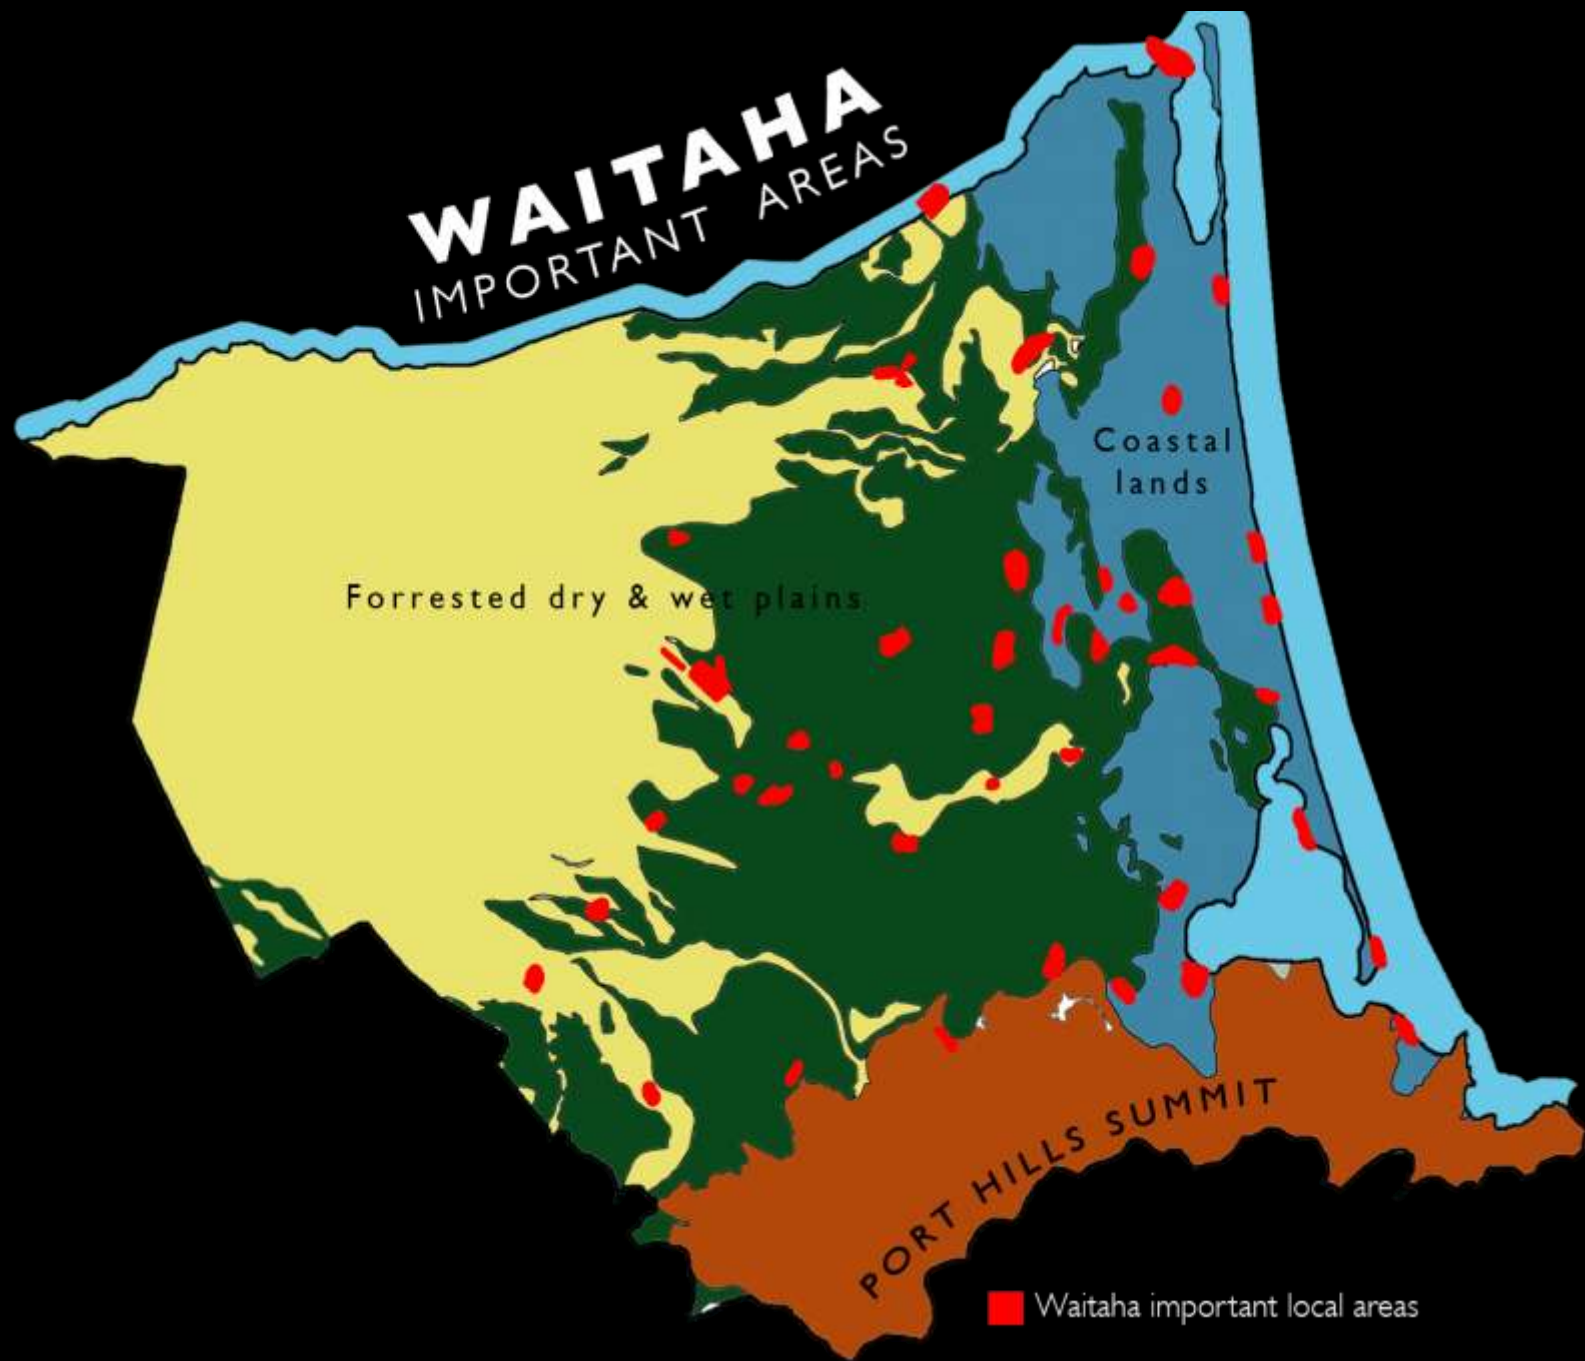 WAITAHA
IMPORTANT AREAS
Coastal
lands
Forrested dry & wet plains
PORT HILLS SUMMIT
Waitaha important local areas